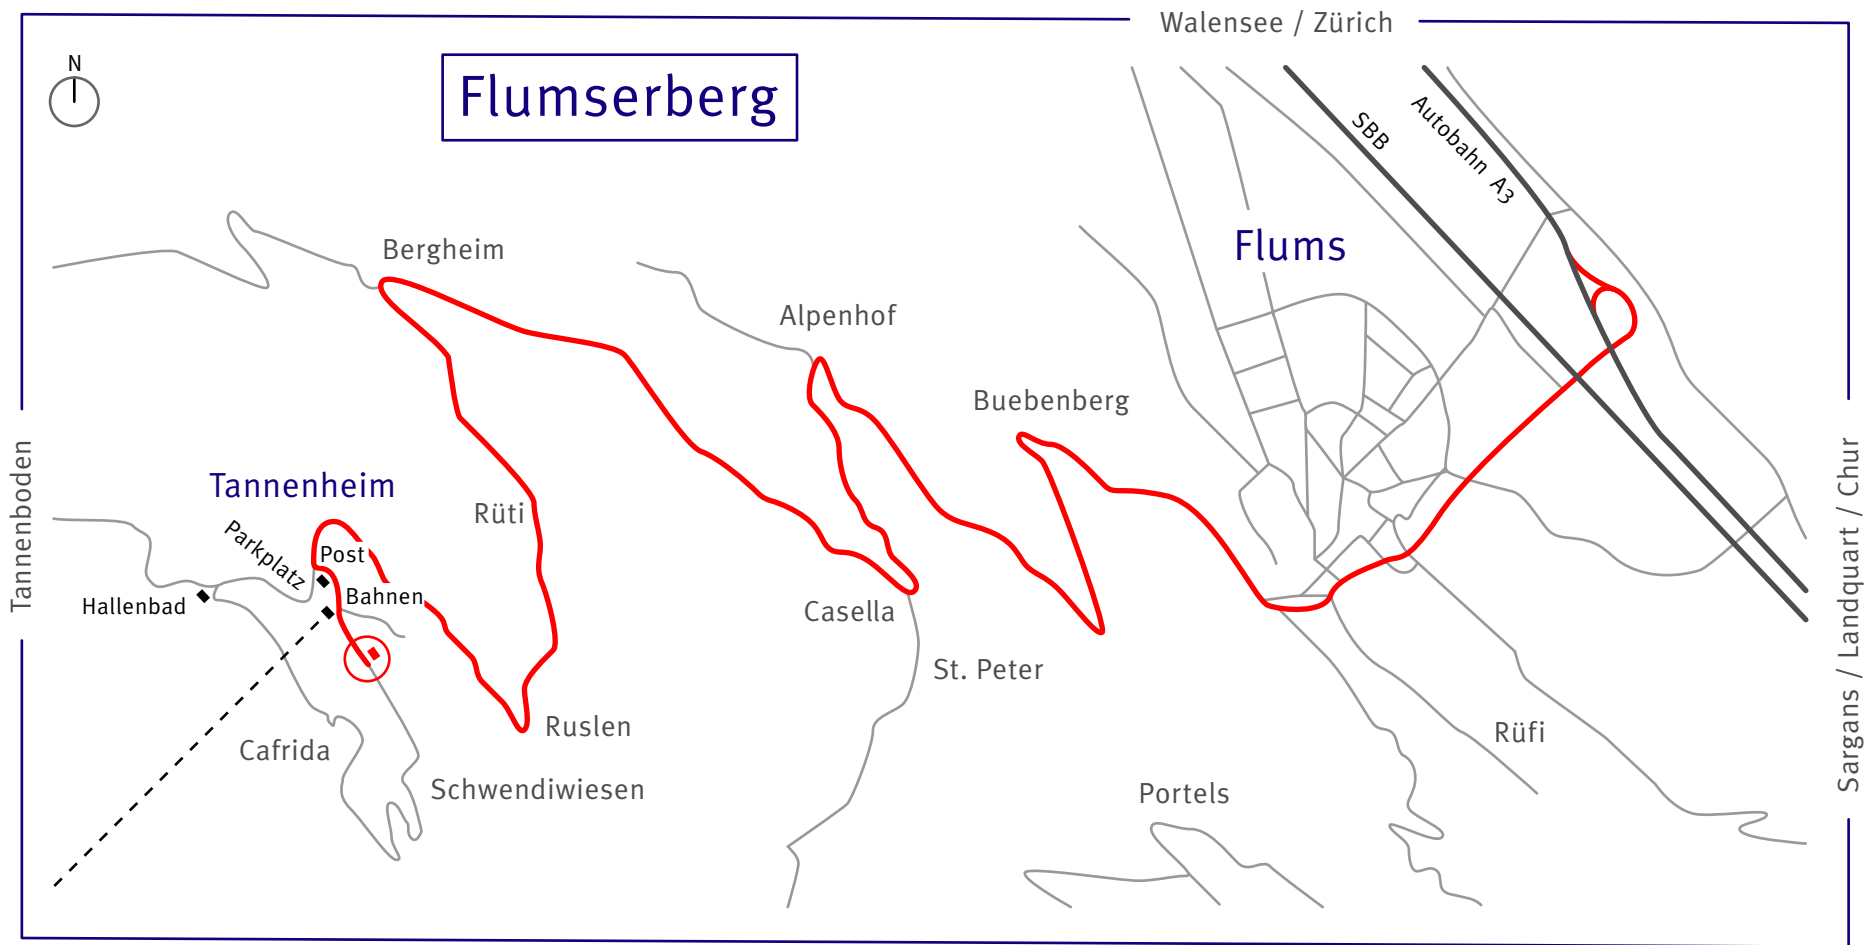 Walensee / Zürich
N
Flumserberg
SBB
Autobahn A3
Flums
Bergheim
Alpenhof
Buebenberg
Tannenboden
Tannenheim
Rüti
Parkplatz
Post
Bahnen
Hallenbad
Casella
St. Peter
Sargans / Landquart / Chur
Ruslen
Rüfi
Cafrida
Schwendiwiesen
Portels